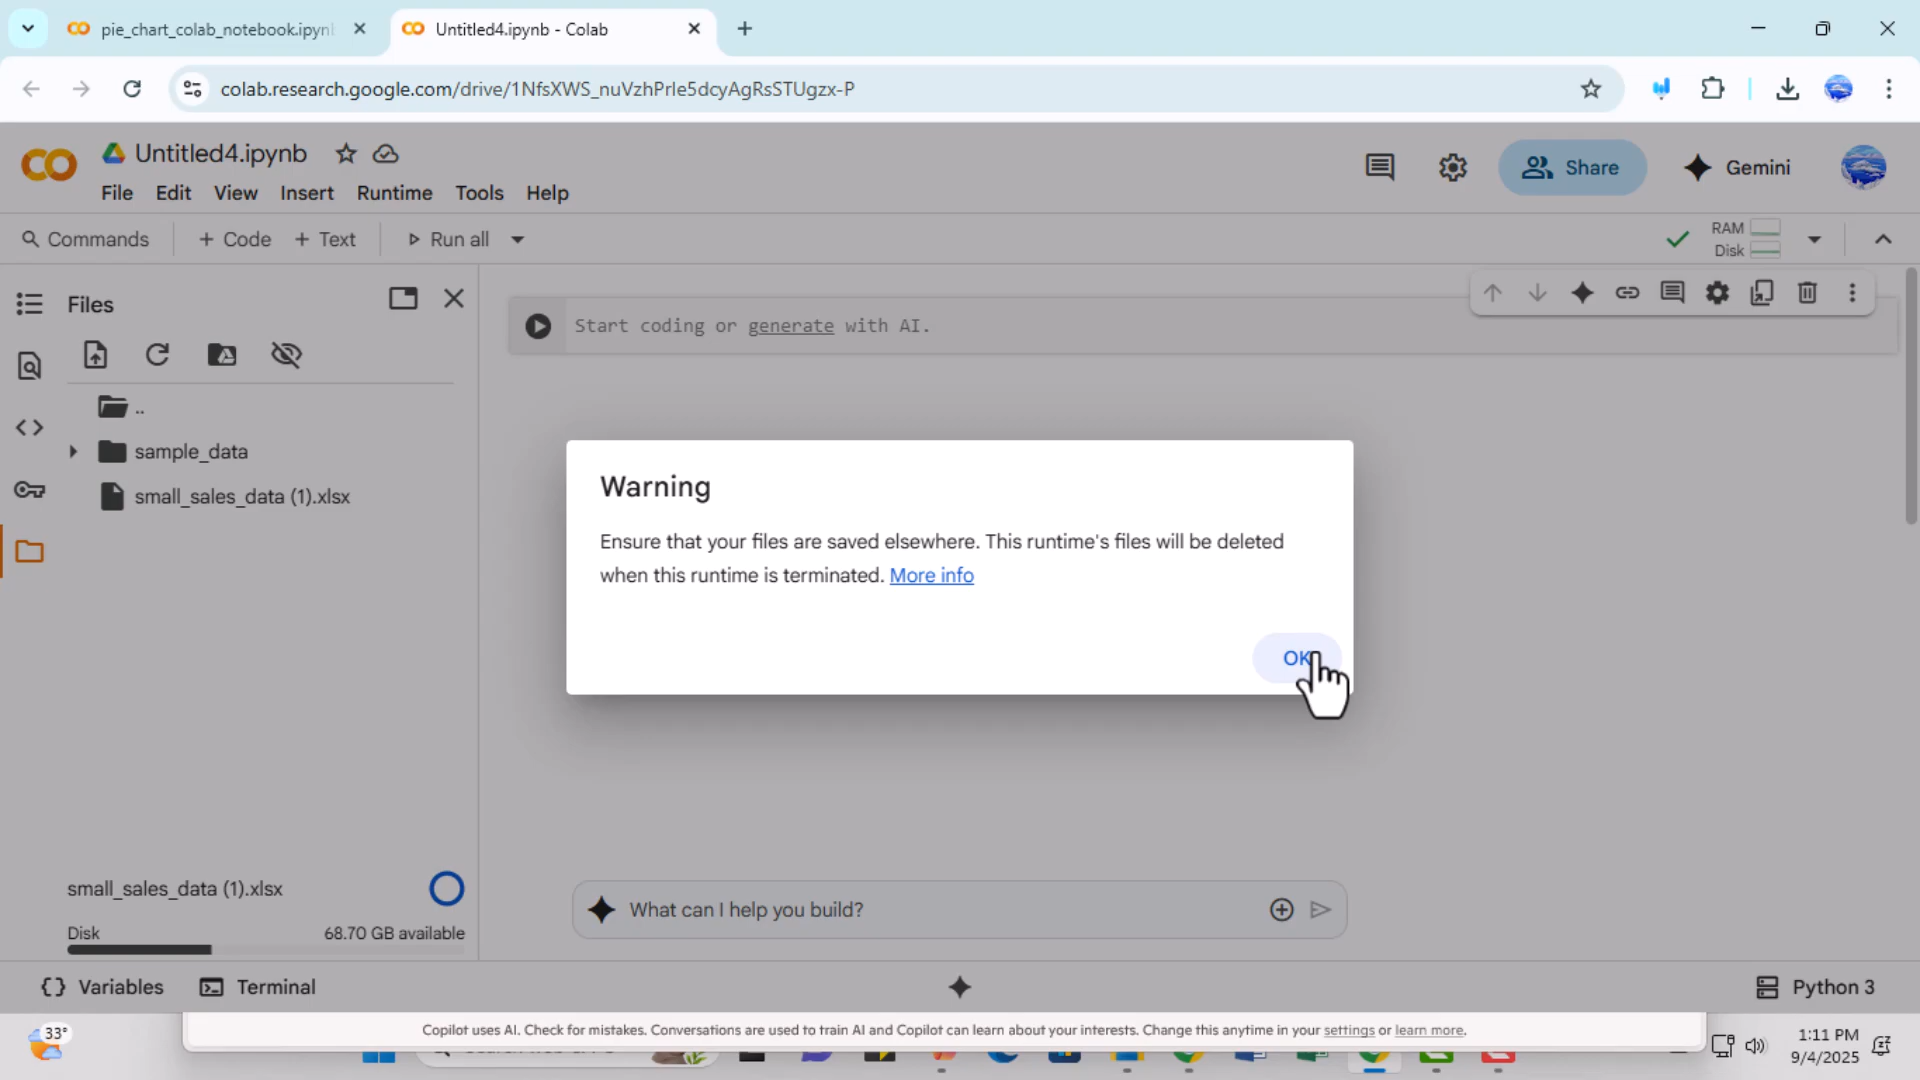 pie_chart_colab_notebook.ipyn
Untitled4.ipynb - Colab
colab.research.google.com/drive/1NfsXWS_nuVzhPrIe5dcyAgRsSTUgzx-P
Untitled4.ipynb
File Edit View Insert Runtime Tools Help
Share
Gemini
Commands
+ Code + Text
Run all
RAM
Disk
Files
Start coding or generate with AI.
..
sample_data
small_sales_data (1).xlsx
Warning
Ensure that your files are saved elsewhere. This runtime's files will be deleted
when this runtime is terminated. More info
OK
small_sales_data (1).xlsx
What can I help you build?
Disk 68.70 GB available
Variables
Terminal
Python 3
Copilot uses AI. Check for mistakes. Conversations are used to train AI and Copilot can learn about your interests. Change this anytime in your settings or learn more.
33°
1:11 PM
9/4/2025